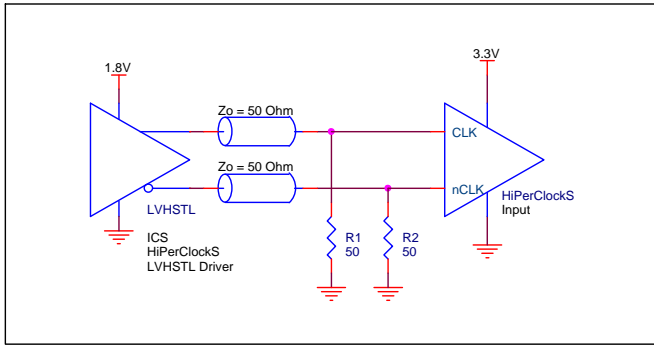 1.8V
3.3V
Zo = 50 Ohm
CLK
Zo = 50 Ohm
nCLK
LVHSTL
HiPerClockS
Input
ICS
HiPerClockS
LVHSTL Driver
R1
50
R2
50